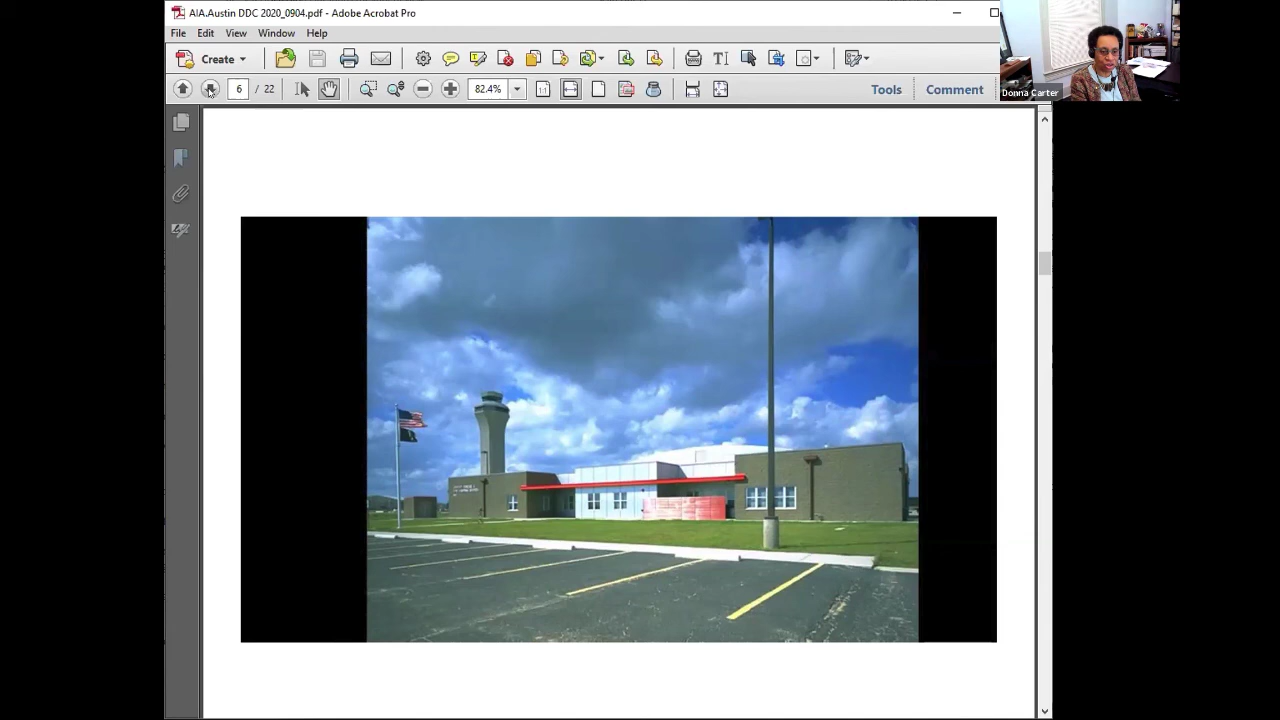 AIA.Austin DDC 2020_0904.pdf - Adobe Acrobat Pro
File Edit View Window Help
Create
6 / 22
82.4%
Tools
Comment
Donna Carter